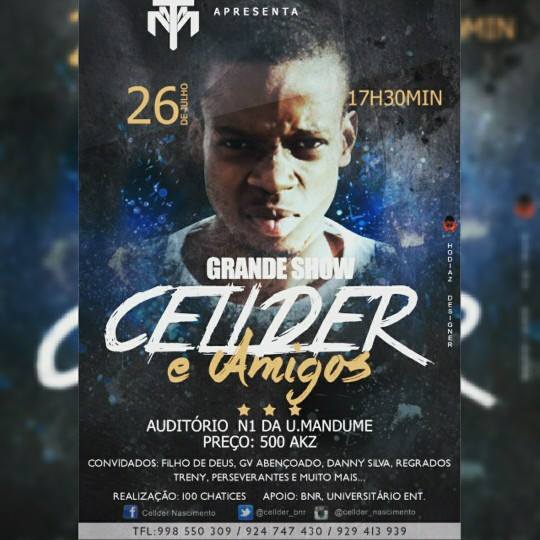 TM
APRESENTA
26 DE JULHO
17H30MIN
GRANDE SHOW
CELLDER
e Amigos
HODIAZ DESIGNER
AUDITÓRIO N1 DA U.MANDUME
PREÇO: 500 AKZ
CONVIDADOS: FILHO DE DEUS, GV ABENÇOADO, DANNY SILVA, REGRADOS
TRENY, PERSEVERANTES E MUITO MAIS...
REALIZAÇÃO: 100 CHATICES APOIO: BNR, UNIVERSITÁRIO ENT.
Cellder Nascimento @cellder_bnr @cellder_nascimento
TFL:998 550 309 / 924 747 430 / 929 413 939